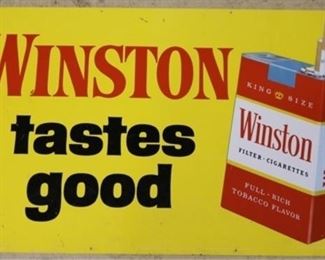 WINSTON
tastes
good
KING SIZE
Winston
FILTER-CIGARETTES
FULL-RICH
TOBACCO FLAVOR